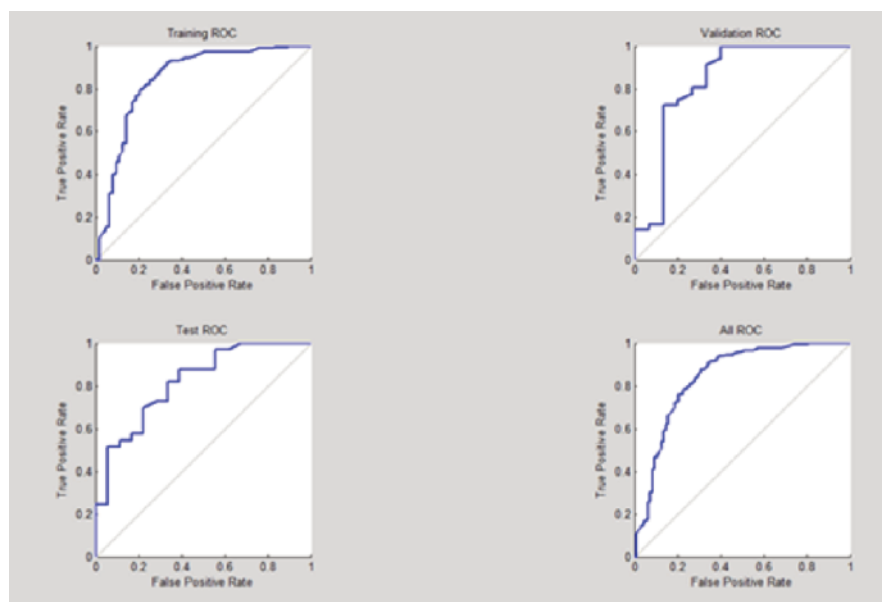 Training ROC
1
0.8
0.6
0.4
0.2
0
True Positive Rate
0 0.2 0.4 0.6 0.8 1
False Positive Rate
Validation ROC
1
0.8
0.6
0.4
0.2
0
True Positive Rate
0 0.2 0.4 0.6 0.8 1
False Positive Rate
Test ROC
1
0.8
0.6
0.4
0.2
0
True Positive Rate
0 0.2 0.4 0.6 0.8 1
False Positive Rate
All ROC
1
0.8
0.6
0.4
0.2
0
True Positive Rate
0 0.2 0.4 0.6 0.8 1
False Positive Rate